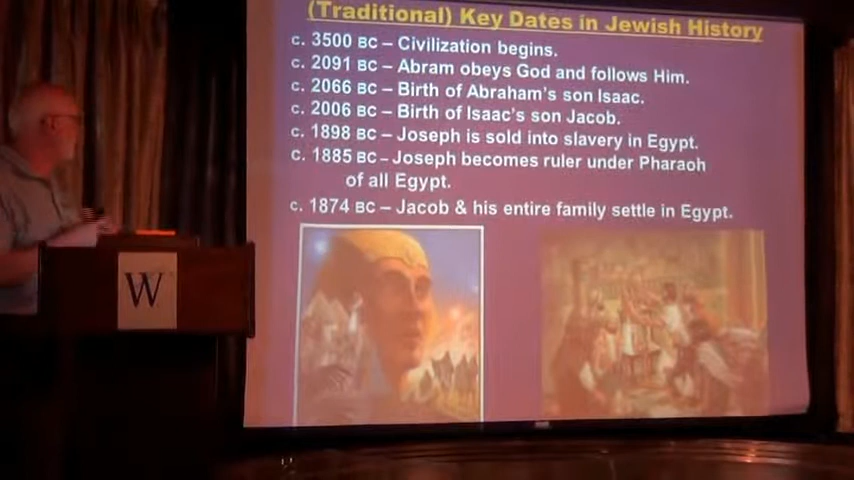 (Traditional) Key Dates in Jewish History
c. 3500 BC – Civilization begins.
c. 2091 BC – Abram obeys God and follows Him.
c. 2066 BC – Birth of Abraham's son Isaac.
c. 2006 BC – Birth of Isaac's son Jacob.
c. 1898 BC – Joseph is sold into slavery in Egypt.
c. 1885 BC – Joseph becomes ruler under Pharaoh
of all Egypt.
c. 1874 BC – Jacob & his entire family settle in Egypt.
W